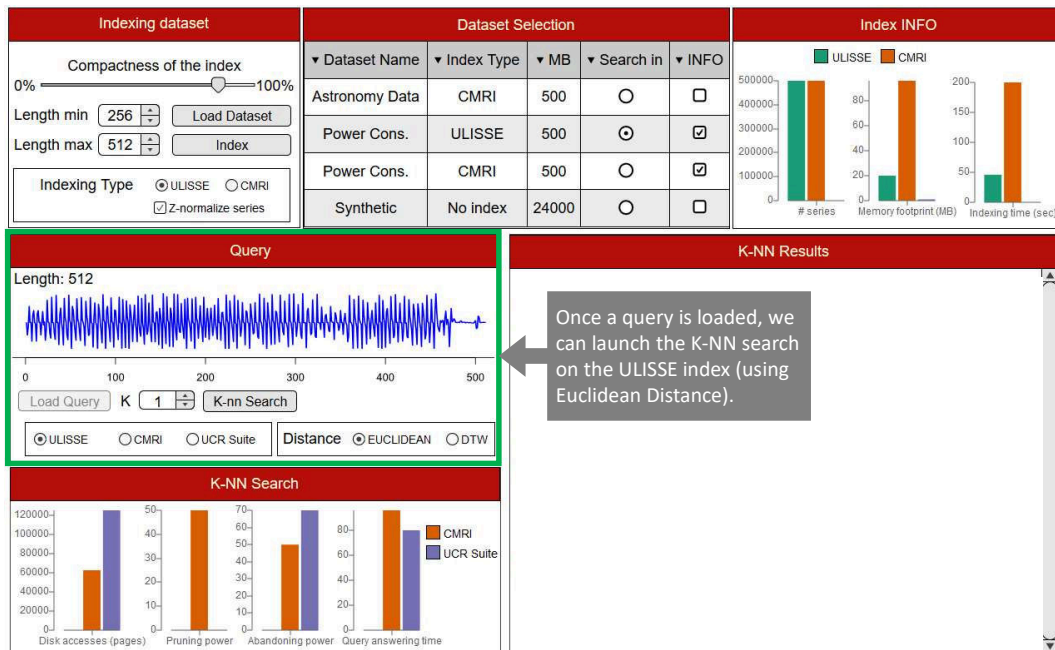 Indexing dataset
Compactness of the index
0% 100%
Length min 256 Load Dataset
Length max 512 Index
Indexing Type ULISSE CMRI
Z-normalize series
Dataset Selection
▾ Dataset Name ▾ Index Type ▾ MB ▾ Search in ▾ INFO
Astronomy Data CMRI 500
Power Cons. ULISSE 500
Power Cons. CMRI 500
Synthetic No index 24000
Index INFO
ULISSE CMRI
500000
400000
300000
200000
100000
0
# series
80
60
40
20
0
Memory footprint (MB)
200
150
100
50
0
Indexing time (sec)
Query
Length: 512
0 100 200 300 400 500
Load Query K 1 K-nn Search
ULISSE CMRI UCR Suite Distance EUCLIDEAN DTW
K-NN Results
Once a query is loaded, we
can launch the K-NN search
on the ULISSE index (using
Euclidean Distance).
K-NN Search
120000
100000
80000
60000
40000
20000
0
Disk accesses (pages)
50
40
30
20
10
0
Pruning power
70
60
50
40
30
20
10
0
Abandoning power
80
60
40
20
0
Query answering time
CMRI
UCR Suite